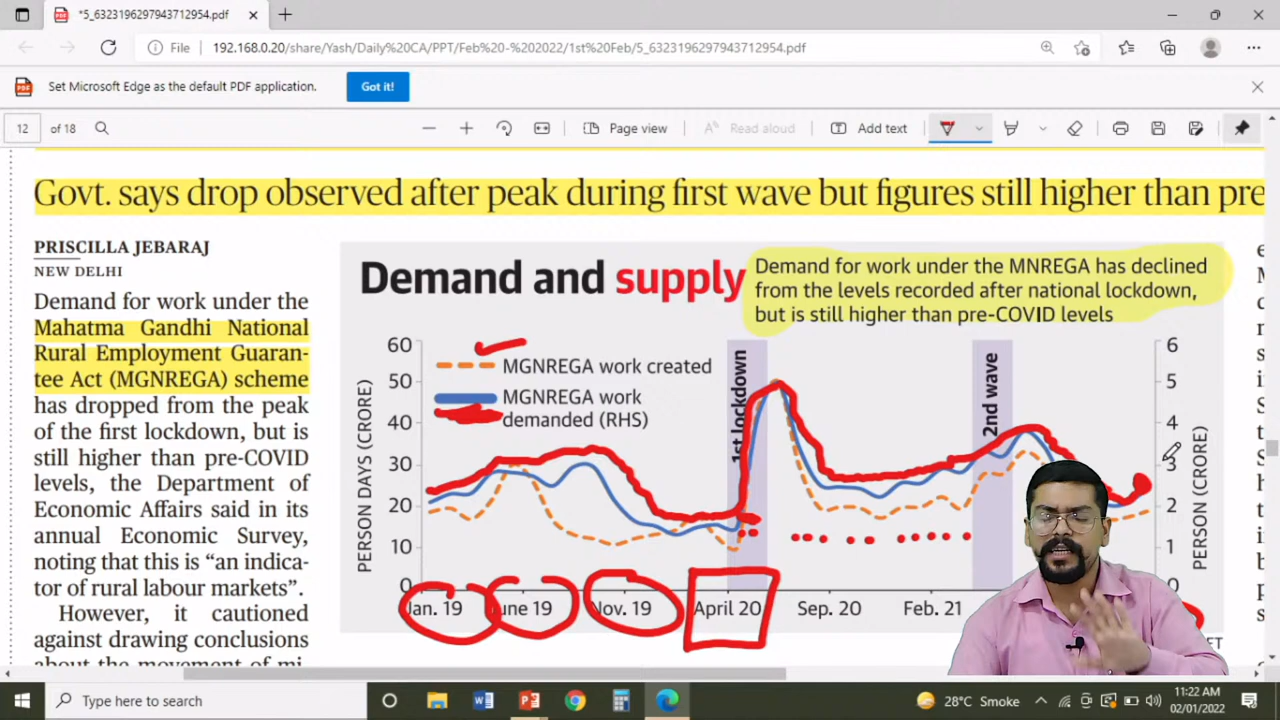 *5_6323196297943712954.pdf
File
192.168.0.20/share/Yash/Daily%20CA/PPT/Feb%20-%202022/1st%20Feb/5_6323196297943712954.pdf
Set Microsoft Edge as the default PDF application.
Got it!
12 of 18
Page view
Read aloud
Add text
Govt. says drop observed after peak during first wave but figures still higher than pre
PRISCILLA JEBARAJ
NEW DELHI
Demand for work under the
Mahatma Gandhi National
Rural Employment Guaran-
tee Act (MGNREGA) scheme
has dropped from the peak
of the first lockdown, but is
still higher than pre-COVID
levels, the Department of
Economic Affairs said in its
annual Economic Survey,
noting that this is “an indica-
tor of rural labour markets”.
However, it cautioned
against drawing conclusions
about the movement of mi-
Demand and supply
Demand for work under the MNREGA has declined
from the levels recorded after national lockdown,
but is still higher than pre-COVID levels
MGNREGA work created
MGNREGA work
demanded (RHS)
PERSON DAYS (CRORE)
60
50
40
30
20
10
0
1st lockdown
2nd wave
6
5
4
3
2
1
0
PERSON (CRORE)
Jan. 19
June 19
Nov. 19
April 20
Sep. 20
Feb. 21
Type here to search
28°C Smoke
11:22 AM
02/01/2022